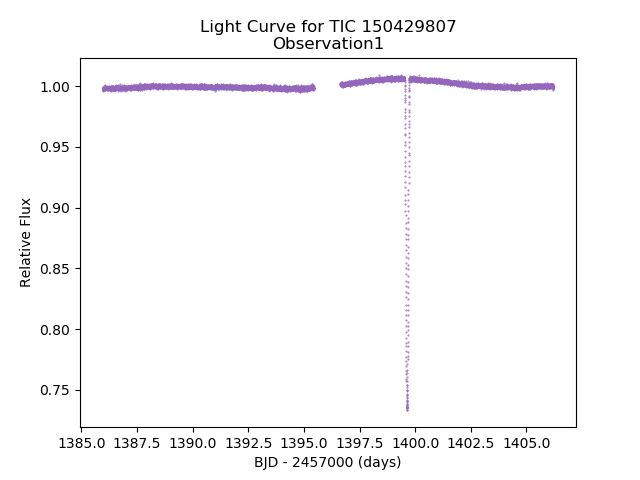 Light Curve for TIC 150429807
Observation1
1.00
0.95
0.90
0.85
0.80
0.75
Relative Flux
1385.0 1387.5 1390.0 1392.5 1395.0 1397.5 1400.0 1402.5 1405.0
BJD - 2457000 (days)